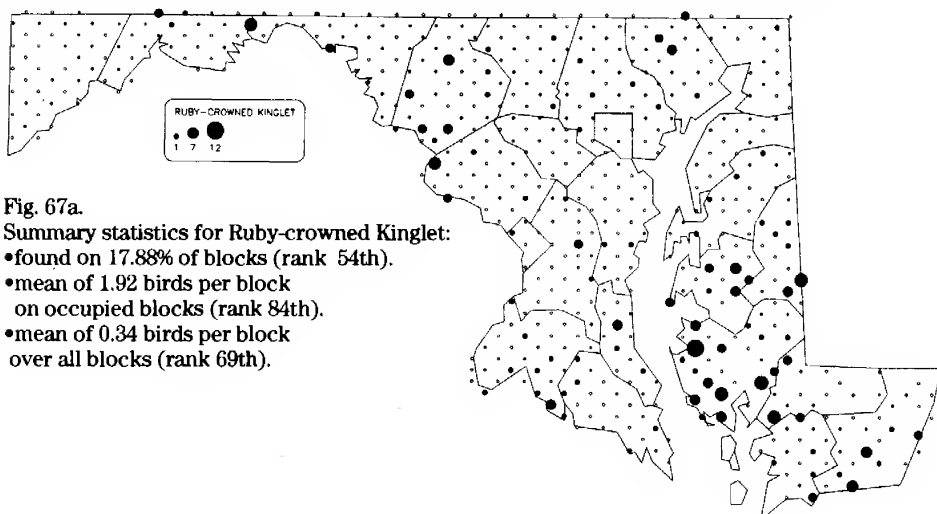 RUBY-CROWNED KINGLET
1 7 12
Fig. 67a.
Summary statistics for Ruby-crowned Kinglet:
•found on 17.88% of blocks (rank 54th).
•mean of 1.92 birds per block
on occupied blocks (rank 84th).
•mean of 0.34 birds per block
over all blocks (rank 69th).